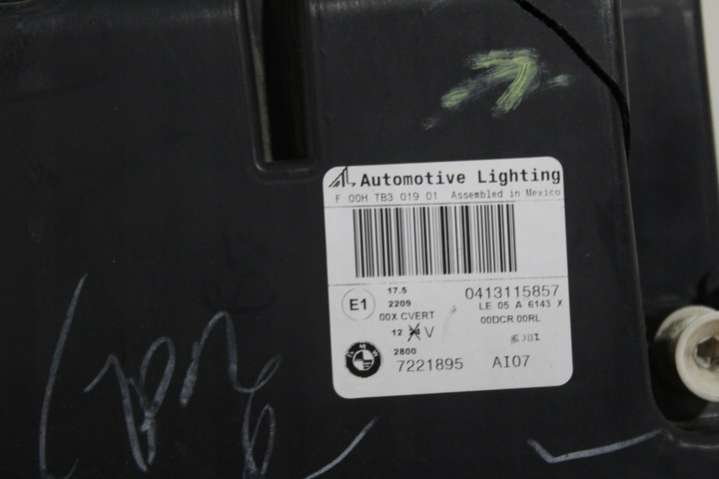 Automotive Lighting
F 00H TB3 019 01 Assembled in Mexico
17.5 0413115857
E1 2209 LE 05 A 6143 X
00X CVERT 00DCR 00RL
12 V
2800
7221895 AI07